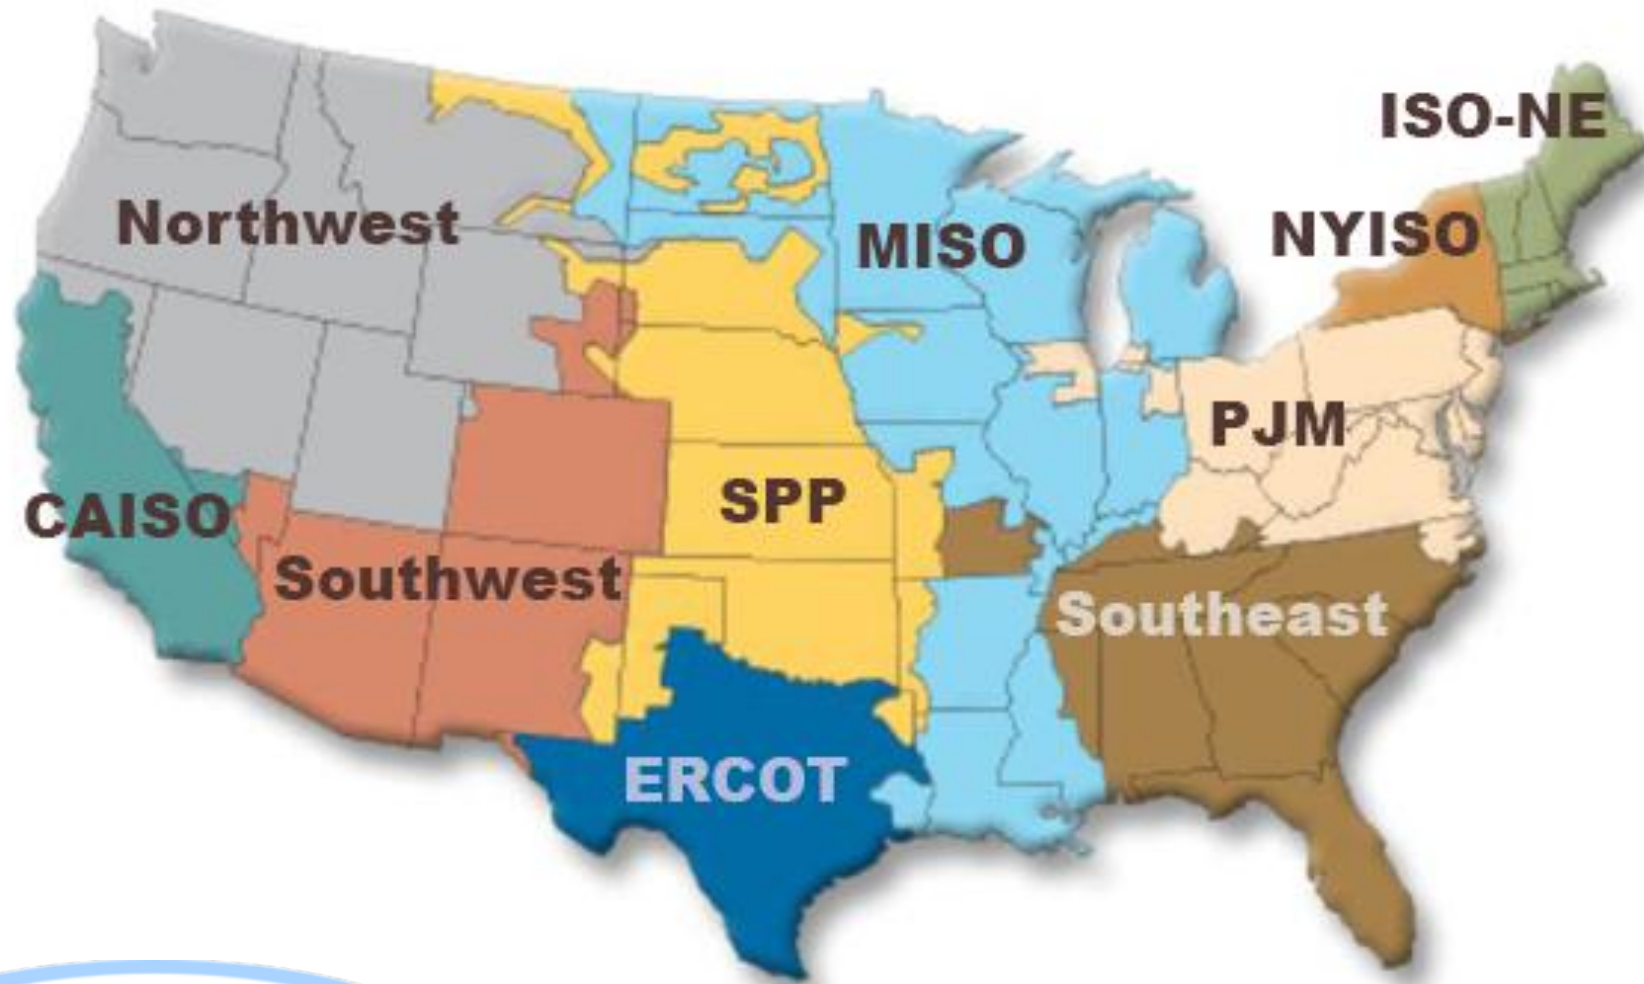 ISO-NE
Northwest
MISO
NYISO
PJM
CAISO
SPP
Southwest
Southeast
ERCOT